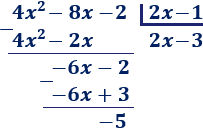 4x² − 8x − 2 | 2x − 1
− 4x² − 2x   2x − 3
−6x − 2
− −6x + 3
−5